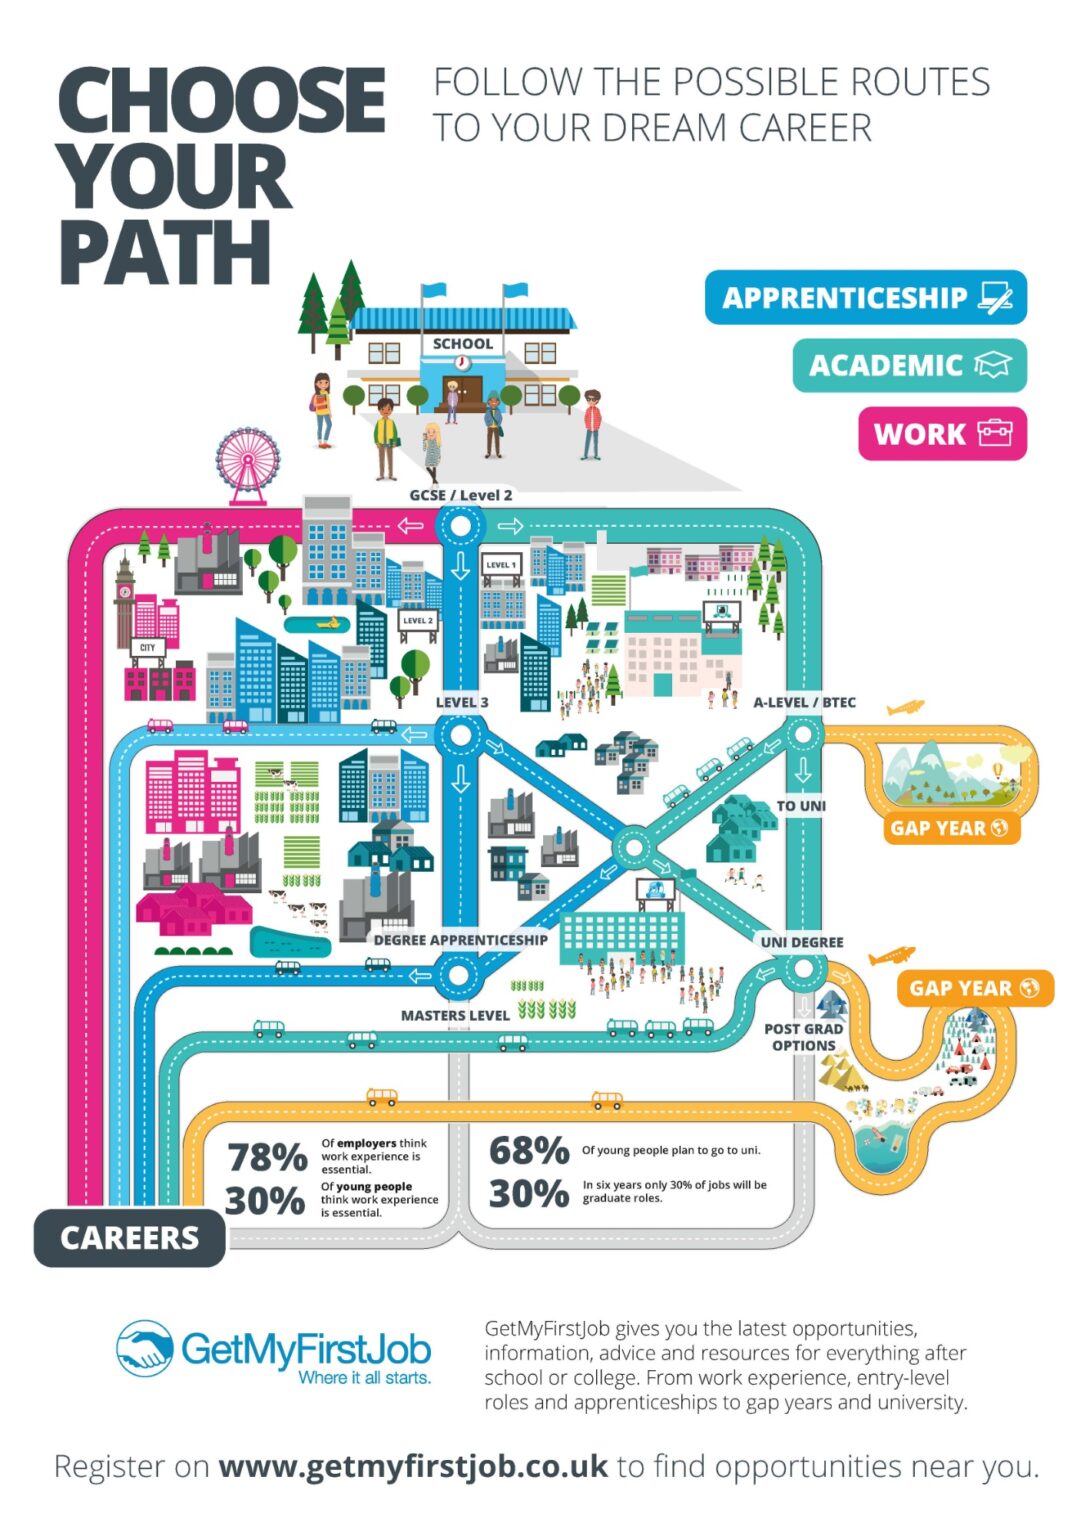 CHOOSE
YOUR
PATH
FOLLOW THE POSSIBLE ROUTES
TO YOUR DREAM CAREER
APPRENTICESHIP
ACADEMIC
WORK
SCHOOL
GCSE / Level 2
LEVEL 1
LEVEL 2
CITY
LEVEL 3
A-LEVEL / BTEC
TO UNI
GAP YEAR
DEGREE APPRENTICESHIP
UNI DEGREE
GAP YEAR
MASTERS LEVEL
POST GRAD
OPTIONS
78%
Of employers think
work experience is
essential.
30%
Of young people
think work experience
is essential.
68%
Of young people plan to go to uni.
30%
In six years only 30% of jobs will be
graduate roles.
CAREERS
GetMyFirstJob
Where it all starts.
GetMyFirstJob gives you the latest opportunities,
information, advice and resources for everything after
school or college. From work experience, entry-level
roles and apprenticeships to gap years and university.
Register on www.getmyfirstjob.co.uk to find opportunities near you.